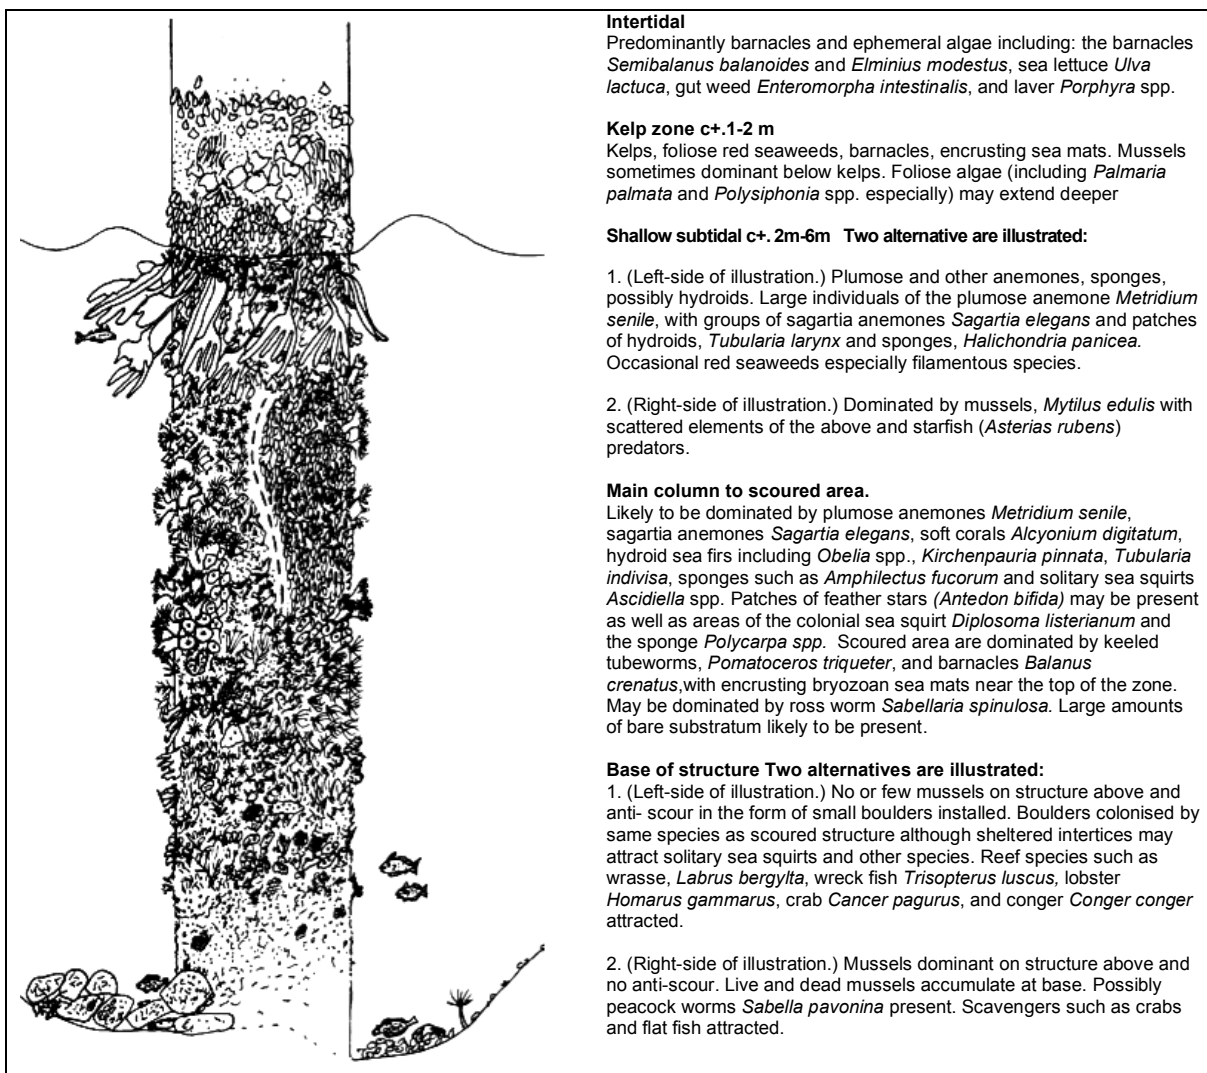 Intertidal
Predominantly barnacles and ephemeral algae including: the barnacles
Semibalanus balanoides and Elminius modestus, sea lettuce Ulva
lactuca, gut weed Enteromorpha intestinalis, and laver Porphyra spp.
Kelp zone c+.1-2 m
Kelps, foliose red seaweeds, barnacles, encrusting sea mats. Mussels
sometimes dominant below kelps. Foliose algae (including Palmaria
palmata and Polysiphonia spp. especially) may extend deeper
Shallow subtidal c+. 2m-6m Two alternative are illustrated:
1. (Left-side of illustration.) Plumose and other anemones, sponges,
possibly hydroids. Large individuals of the plumose anemone Metridium
senile, with groups of sagartia anemones Sagartia elegans and patches
of hydroids, Tubularia larynx and sponges, Halichondria panicea.
Occasional red seaweeds especially filamentous species.
2. (Right-side of illustration.) Dominated by mussels, Mytilus edulis with
scattered elements of the above and starfish (Asterias rubens)
predators.
Main column to scoured area.
Likely to be dominated by plumose anemones Metridium senile,
sagartia anemones Sagartia elegans, soft corals Alcyonium digitatum,
hydroid sea firs including Obelia spp., Kirchenpauria pinnata, Tubularia
indivisa, sponges such as Amphilectus fucorum and solitary sea squirts
Ascidiella spp. Patches of feather stars (Antedon bifida) may be present
as well as areas of the colonial sea squirt Diplosoma listerianum and
the sponge Polycarpa spp. Scoured area are dominated by keeled
tubeworms, Pomatoceros triqueter, and barnacles Balanus
crenatus,with encrusting bryozoan sea mats near the top of the zone.
May be dominated by ross worm Sabellaria spinulosa. Large amounts
of bare substratum likely to be present.
Base of structure Two alternatives are illustrated:
1. (Left-side of illustration.) No or few mussels on structure above and
anti- scour in the form of small boulders installed. Boulders colonised by
same species as scoured structure although sheltered intertices may
attract solitary sea squirts and other species. Reef species such as
wrasse, Labrus bergylta, wreck fish Trisopterus luscus, lobster
Homarus gammarus, crab Cancer pagurus, and conger Conger conger
attracted.
2. (Right-side of illustration.) Mussels dominant on structure above and
no anti-scour. Live and dead mussels accumulate at base. Possibly
peacock worms Sabella pavonina present. Scavengers such as crabs
and flat fish attracted.